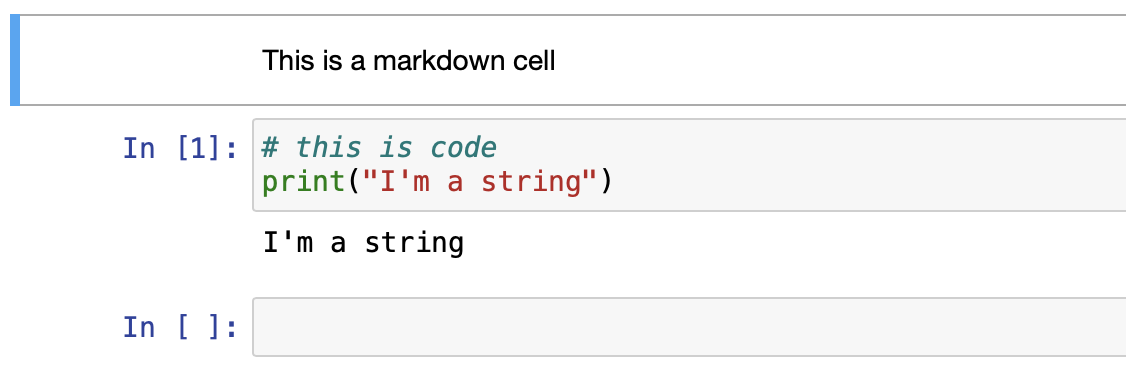 This is a markdown cell
In [1]: # this is code
print("I'm a string")
I'm a string
In [ ]: